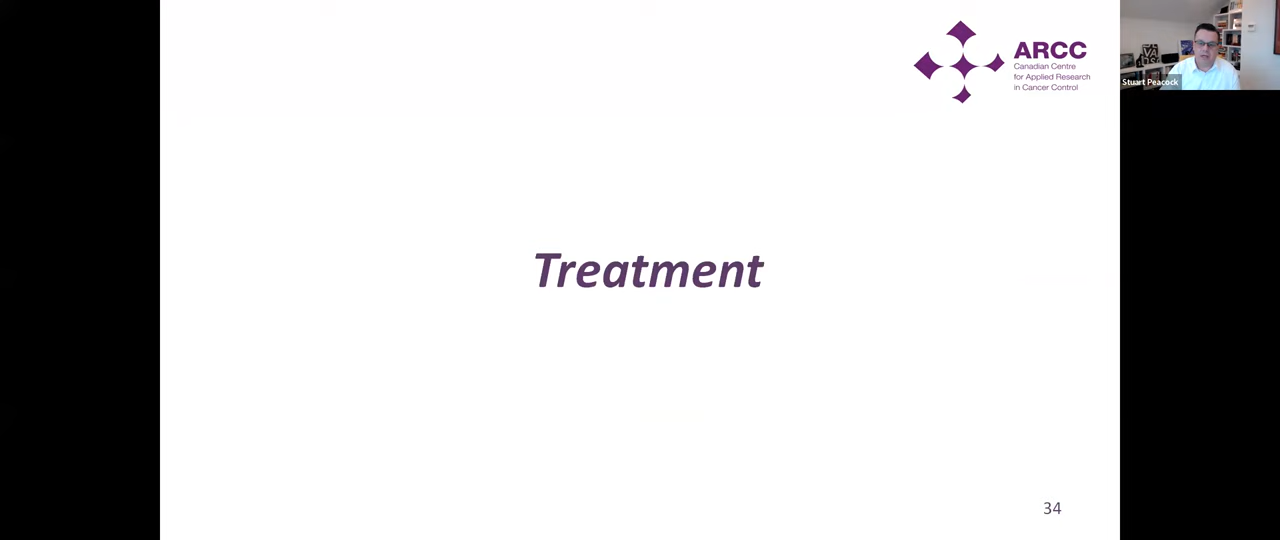 ARCC
Canadian Centre
for Applied Research
in Cancer Control
Stuart Peacock
Treatment
34